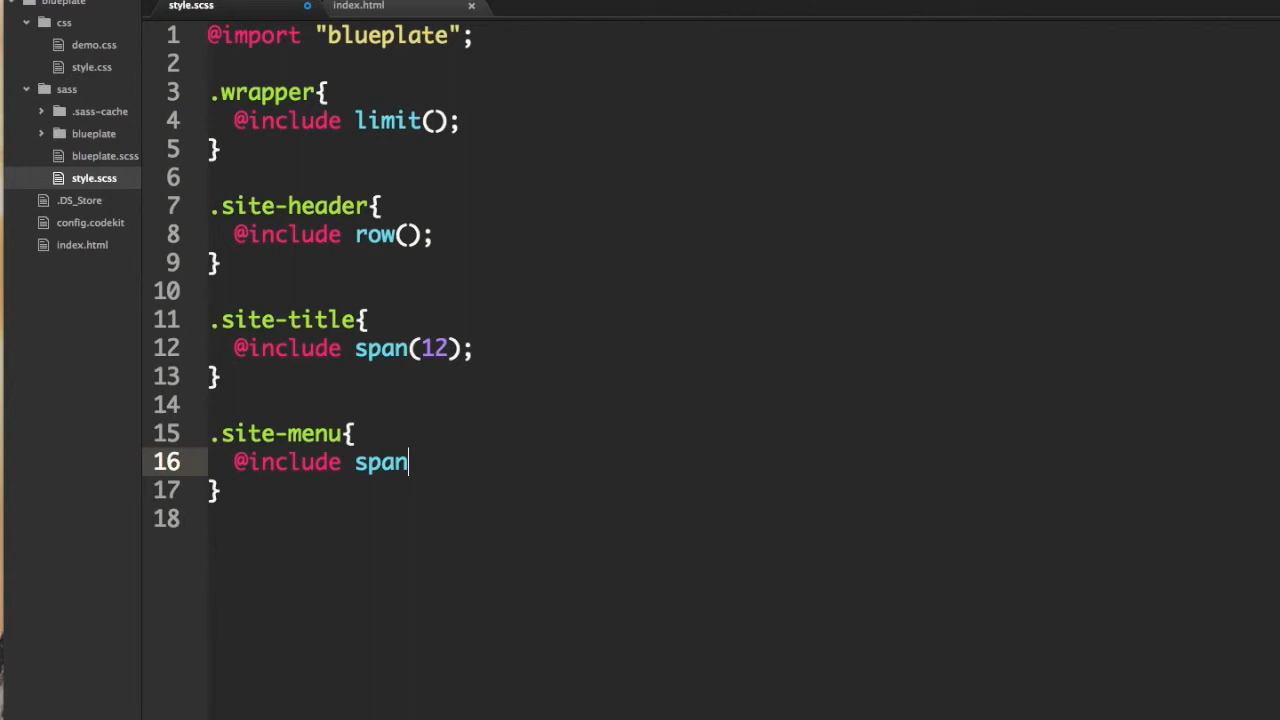 blueplate
css
demo.css
style.css
sass
.sass-cache
blueplate
blueplate.scss
style.scss
.DS_Store
config.codekit
index.html
style.scss
index.html
1 @import "blueplate";
2
3 .wrapper{
4 @include limit();
5 }
6
7 .site-header{
8 @include row();
9 }
10
11 .site-title{
12 @include span(12);
13 }
14
15 .site-menu{
16 @include span
17 }
18